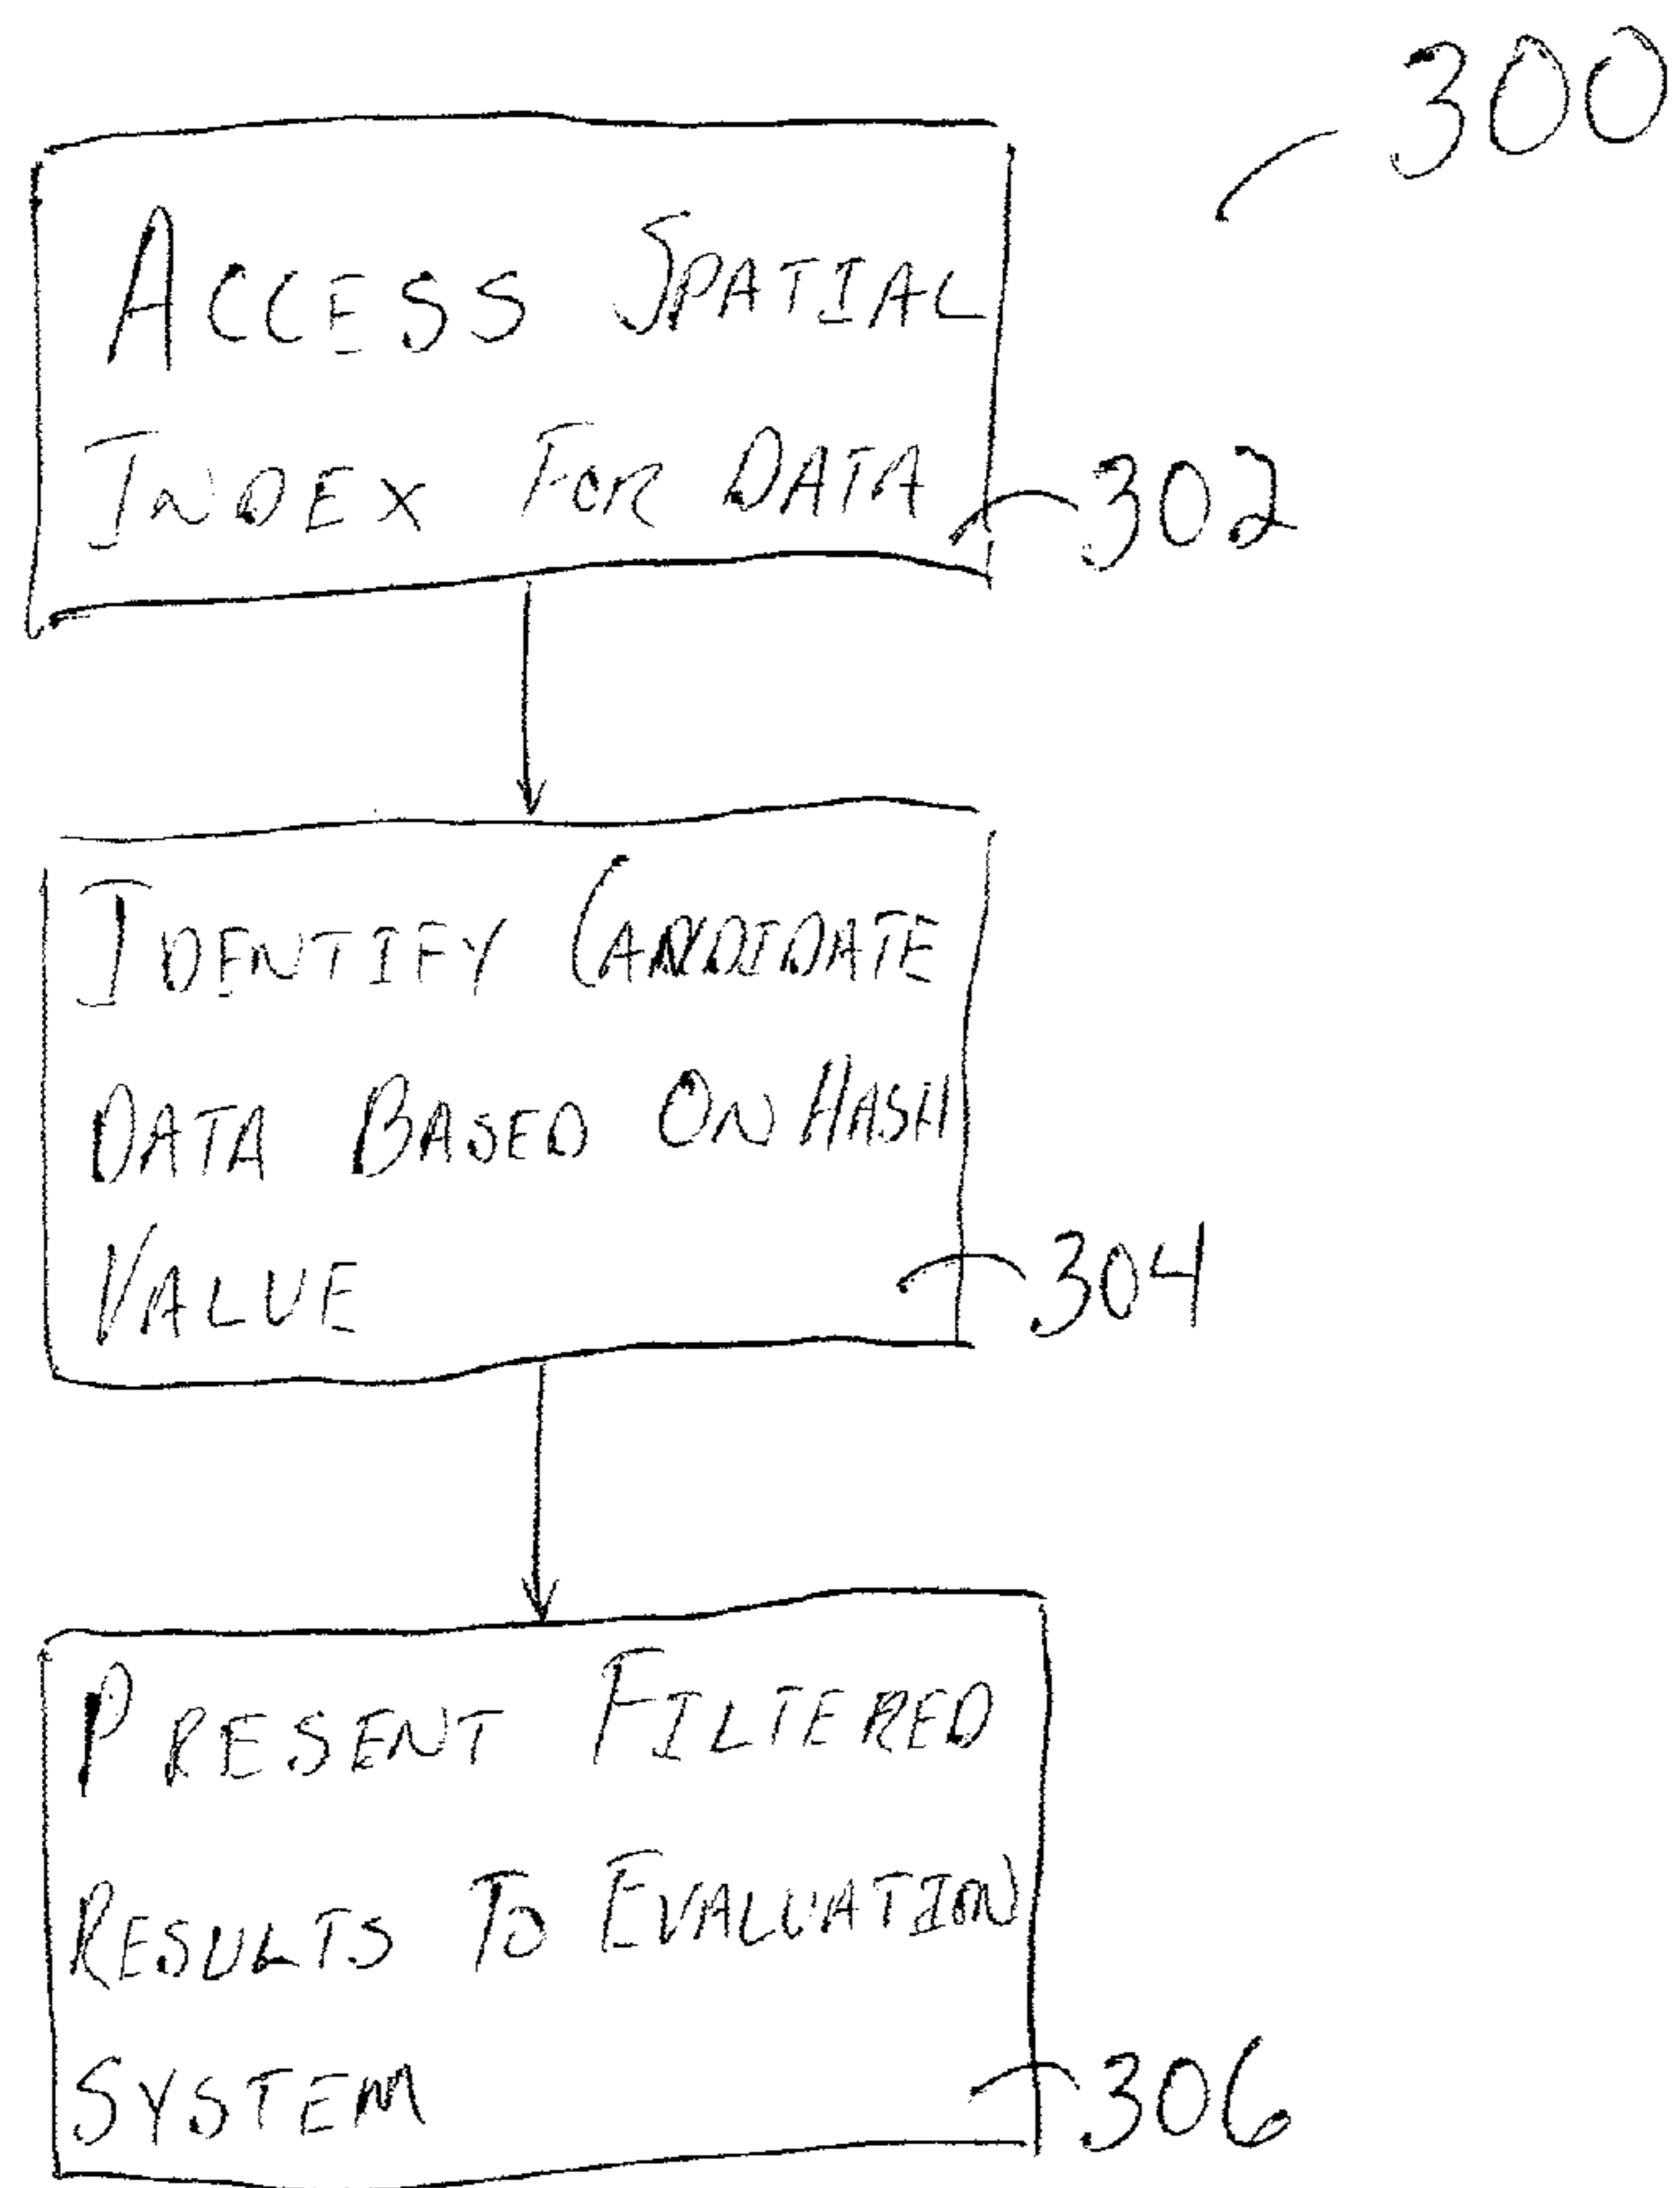 300
ACCESS SPATIAL
INDEX FOR DATA
302
IDENTIFY CANDIDATE
DATA BASED ON HASH
VALUE
304
PRESENT FILTERED
RESULTS TO EVALUATION
SYSTEM
306